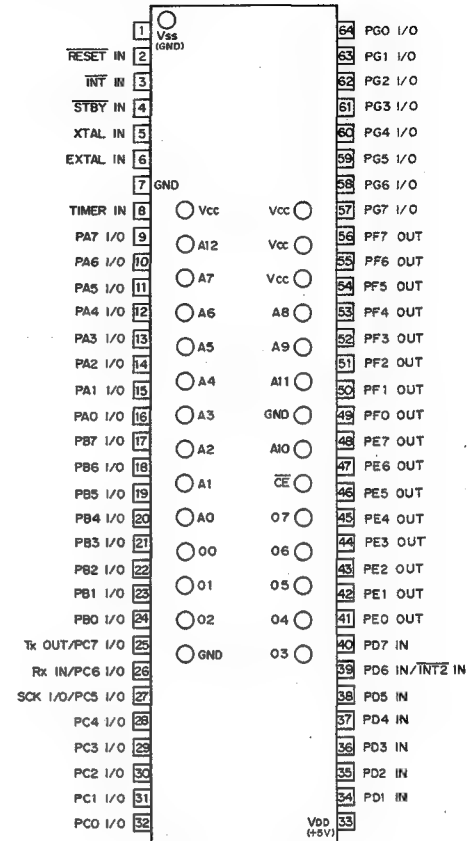 1 Vss 64 PG0 I/O
(GND)
RESET IN 2 63 PG1 I/O
INT IN 3 62 PG2 I/O
STBY IN 4 61 PG3 I/O
XTAL IN 5 60 PG4 I/O
EXTAL IN 6 59 PG5 I/O
7 GND 58 PG6 I/O
TIMER IN 8 Vcc Vcc 57 PG7 I/O
PA7 I/O 9 A12 Vcc 56 PF7 OUT
PA6 I/O 10 55 PF6 OUT
PA5 I/O 11 A7 Vcc 54 PF5 OUT
PA4 I/O 12 A6 A8 53 PF4 OUT
PA3 I/O 13 A5 A9 52 PF3 OUT
PA2 I/O 14 51 PF2 OUT
PA1 I/O 15 A4 A11 50 PF1 OUT
PA0 I/O 16 A3 GND 49 PF0 OUT
PB7 I/O 17 A2 A10 48 PE7 OUT
PB6 I/O 18 47 PE6 OUT
PB5 I/O 19 A1 CE 46 PE5 OUT
PB4 I/O 20 A0 O7 45 PE4 OUT
PB3 I/O 21 O0 O6 44 PE3 OUT
PB2 I/O 22 43 PE2 OUT
PB1 I/O 23 O1 O5 42 PE1 OUT
PB0 I/O 24 O2 O4 41 PE0 OUT
Tx OUT/PC7 I/O 25 GND O3 40 PD7 IN
Rx IN/PC6 I/O 26 39 PD6 IN/INT2 IN
SCK I/O/PC5 I/O 27 38 PD5 IN
PC4 I/O 28 37 PD4 IN
PC3 I/O 29 36 PD3 IN
PC2 I/O 30 35 PD2 IN
PC1 I/O 31 34 PD1 IN
PC0 I/O 32 VDD 33
(+5V)